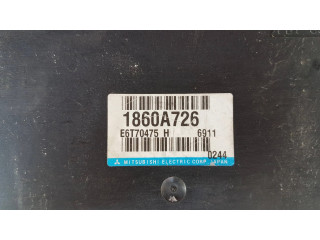 1860A726
E6T70475 H 6911
0244
MITSUBISHI ELECTRIC CORP. JAPAN